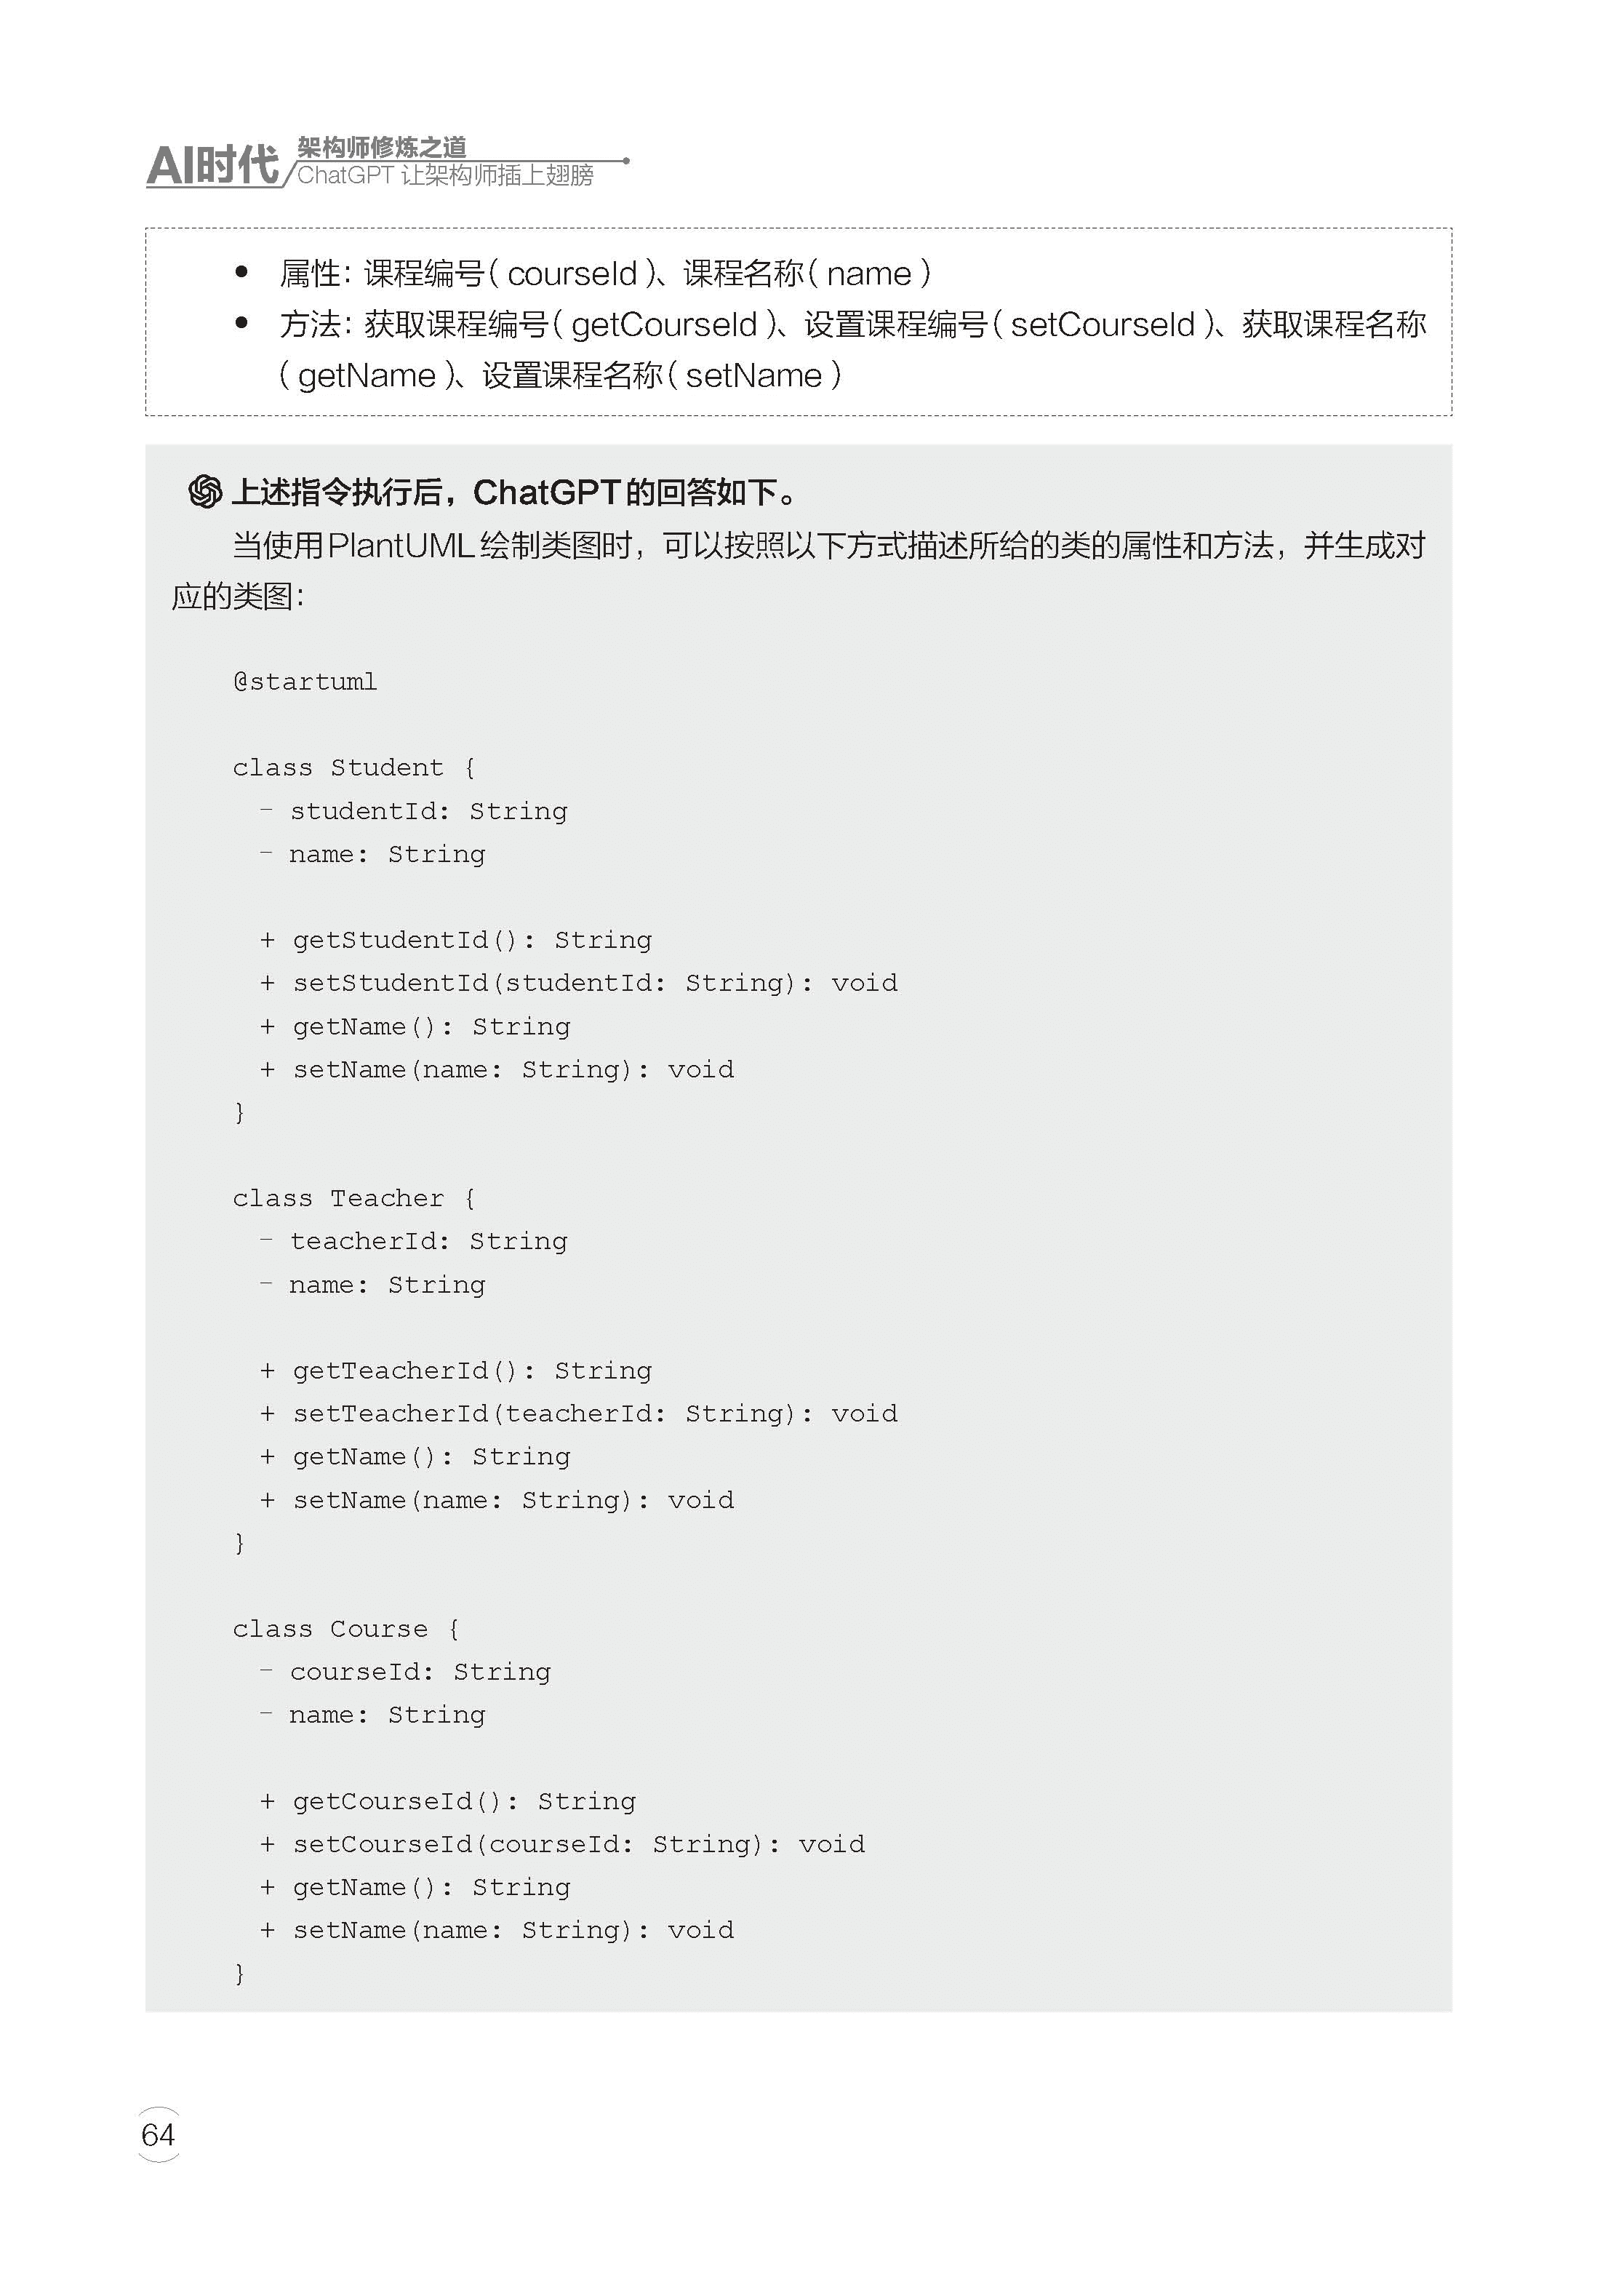 AI时代 架构师修炼之道
ChatGPT 让架构师插上翅膀
● 属性：课程编号（courseId）、课程名称（name）
● 方法：获取课程编号（getCourseId）、设置课程编号（setCourseId）、获取课程名称
（getName）、设置课程名称（setName）
上述指令执行后，ChatGPT的回答如下。
当使用PlantUML绘制类图时，可以按照以下方式描述所给的类的属性和方法，并生成对
应的类图：
@startuml
class Student {
- studentId: String
- name: String
+ getStudentId(): String
+ setStudentId(studentId: String): void
+ getName(): String
+ setName(name: String): void
}
class Teacher {
- teacherId: String
- name: String
+ getTeacherId(): String
+ setTeacherId(teacherId: String): void
+ getName(): String
+ setName(name: String): void
}
class Course {
- courseId: String
- name: String
+ getCourseId(): String
+ setCourseId(courseId: String): void
+ getName(): String
+ setName(name: String): void
}
64